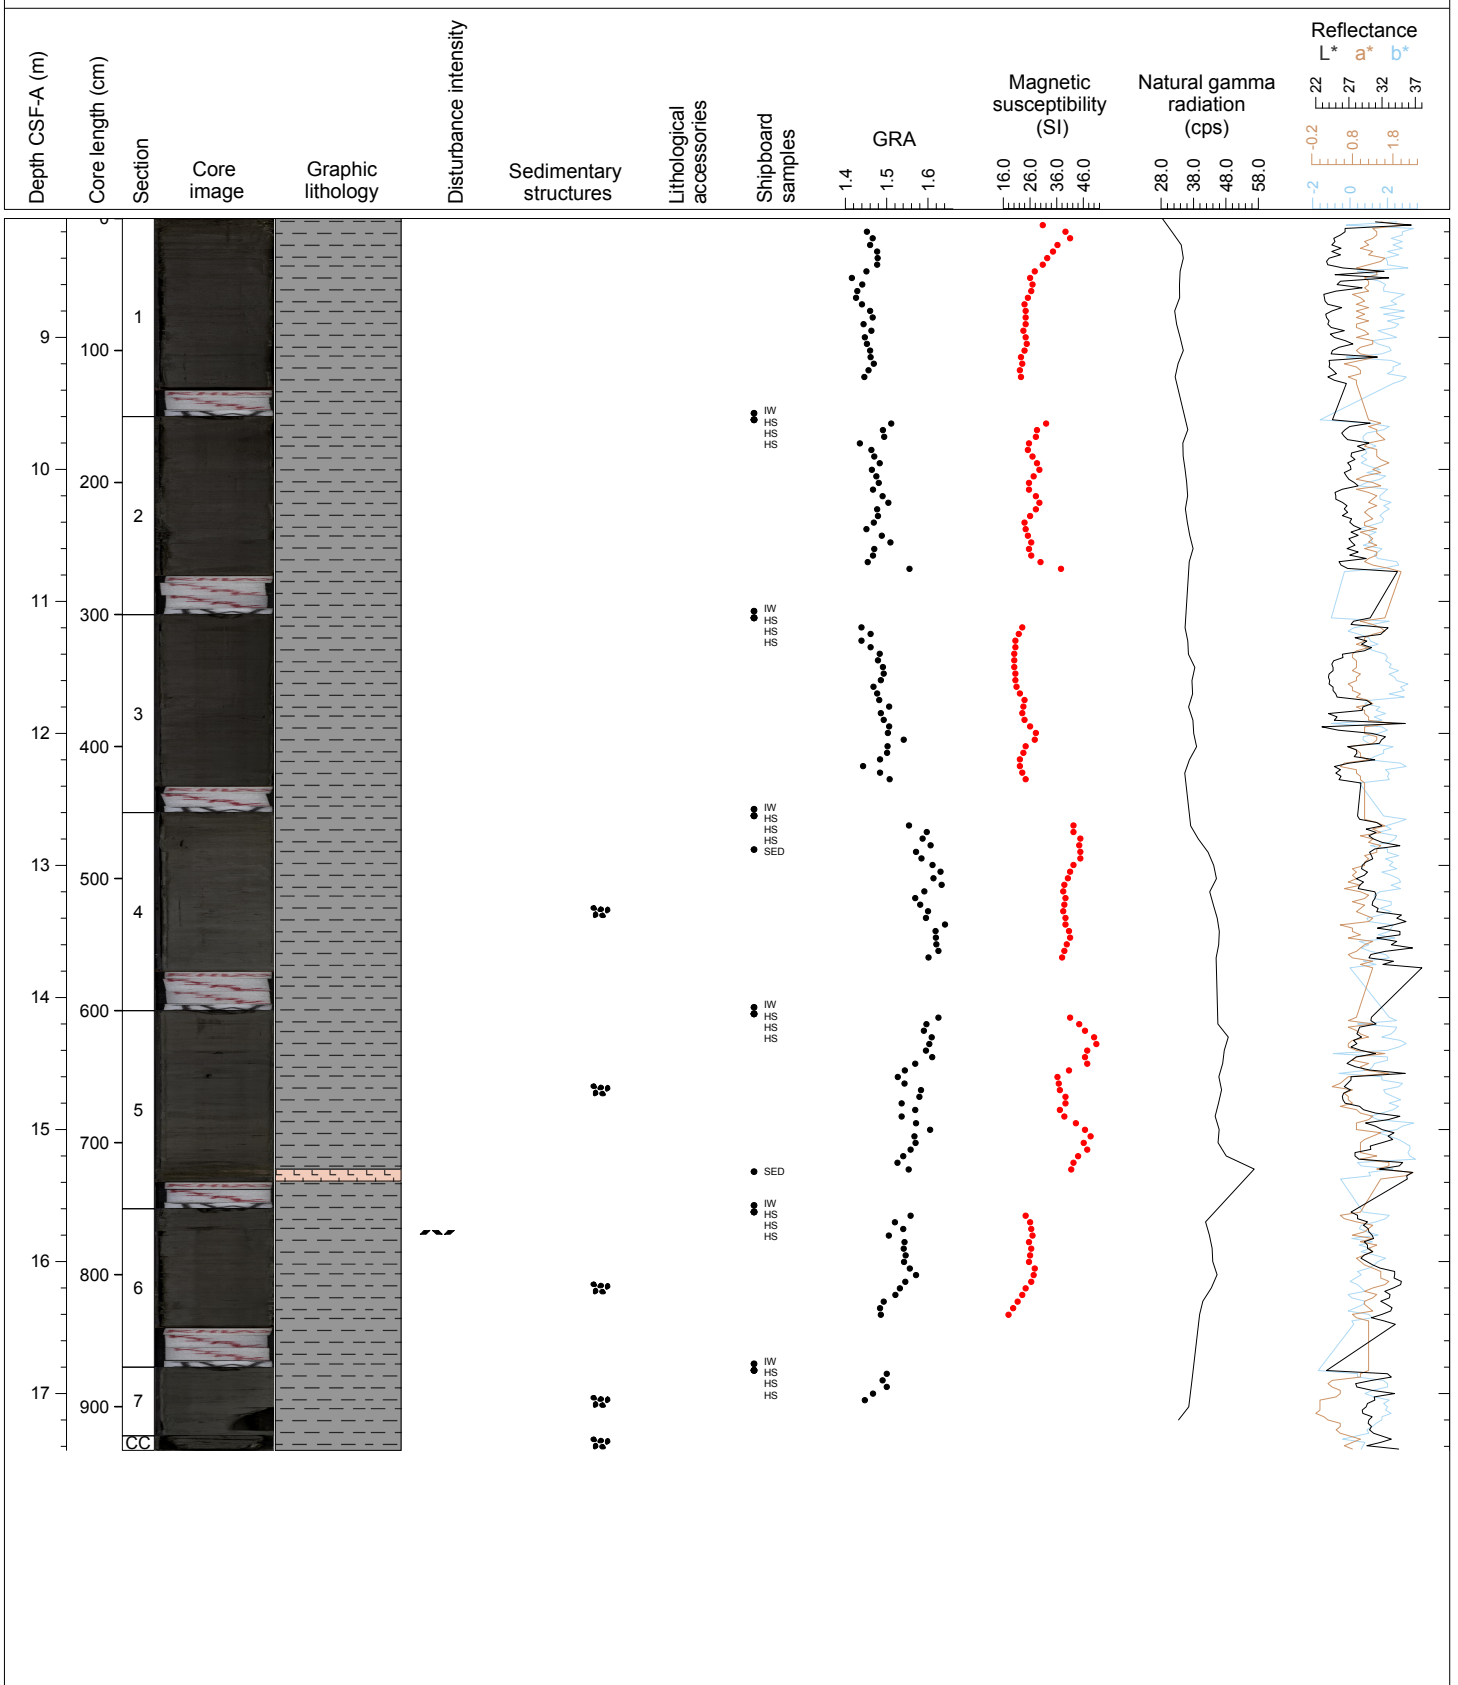 Depth CSF-A (m)
Core length (cm)
Section
Core
image
Graphic
lithology
Disturbance intensity
Sedimentary
structures
Lithological
accessories
Shipboard
samples
GRA
1.4 1.5 1.6
Magnetic
susceptibility
(SI)
16.0 26.0 36.0 46.0
Natural gamma
radiation
(cps)
28.0 38.0 48.0 58.0
Reflectance
L* a* b*
22 27 32 37
-0.2 0.8 1.8
-2 0 2
1
9
100
IW
HS
HS
HS
10
200
2
11
300
IW
HS
HS
HS
3
12
400
IW
HS
HS
HS
SED
13
500
4
14
600
IW
HS
HS
HS
5
15
700
SED
IW
HS
HS
HS
16
800
6
IW
HS
HS
HS
17
7
900
CC